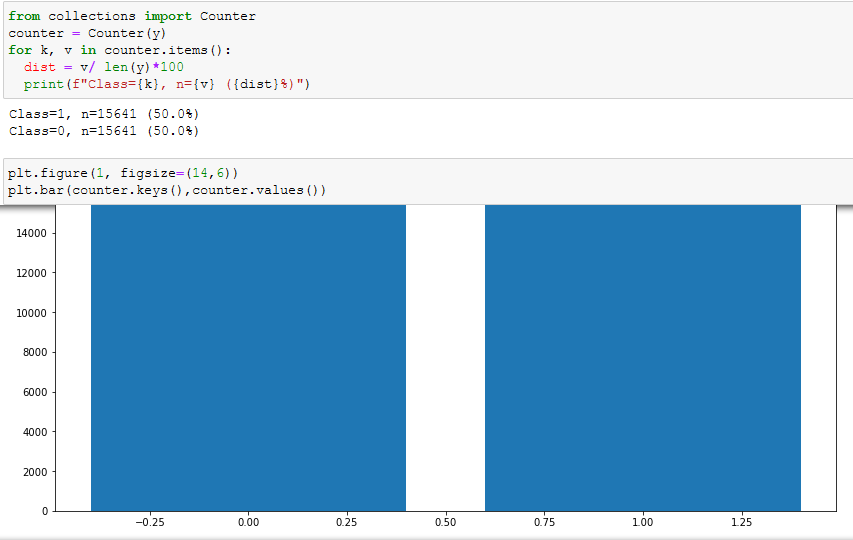 from collections import Counter
counter = Counter(y)
for k, v in counter.items():
  dist = v/ len(y)*100
  print(f"Class={k}, n={v} ({dist}%)")
Class=1, n=15641 (50.0%)
Class=0, n=15641 (50.0%)
plt.figure(1, figsize=(14,6))
plt.bar(counter.keys(),counter.values())
14000
12000
10000
8000
6000
4000
2000
0
−0.25 0.00 0.25 0.50 0.75 1.00 1.25